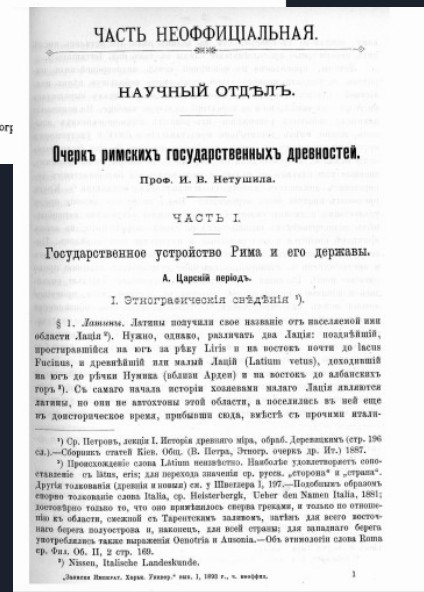 ЧАСТЬ НЕОФФИЦІАЛЬНАЯ.
НАУЧНЫЙ ОТДѢЛЪ.
Очеркъ римскихъ государственныхъ древностей.
Проф. И. В. Нетушила.
ЧАСТЬ I.
Государственное устройство Рима и его державы.
А. Царскій періодъ.
I. Этнографическія свѣдѣнія ¹).
§ 1. Латины. Латины получили свое названіе отъ населяемой ими
области Лація ²). Нужно, однако, различать два Лація: позднѣйшій,
простиравшійся на югъ за рѣку Liris и на востокъ почти до lacus
Fucinus, и древнѣйшій или малый Лацій (Latium vetus), доходившій
на югъ до рѣчки Нумика (вблизи Ардеи) и на востокъ до албанскихъ
горъ ³). Съ самаго начала исторіи хозяевами малаго Лація являются
латины, но они не автохтоны этой области, а поселились въ ней еще
въ доисторическое время, прибывши сюда, вмѣстѣ съ прочими итали-
¹) Ср. Петровъ, лекціи I. Исторія древняго міра, обраб. Деревицкимъ (стр. 196
сл.).—Сборникъ статей Кіев. Общ. (В. Петра, Этногр. очеркъ др. Ит.) 1887.
²) Происхожденіе слова Lătium неизвѣстно. Наиболѣе удовлетворяетъ сопо-
ставленіе съ lătus, eris; для перехода значенія ср. русск. „сторона“ и „страна“.
Другія толкованія (древнія и новыя) см. у Швеглера I, 197.—Подобнымъ образомъ
спорно толкованіе слова Italia, ср. Heisterbergk, Ueber den Namen Italia, 1881;
достовѣрно только то, что оно примѣнилось сперва греками, и только по отноше-
нію къ области, смежной съ Тарентскимъ заливомъ, затѣмъ для всего восточ-
наго берега полуострова и, наконецъ, для всей страны; для западнаго берега
употреблялись также выраженія Oenotria и Ausonia.—Объ этимологіи слова Roma
ср. Фил. Об. II, 2 стр. 169.
³) Nissen, Italische Landeskunde.
„Записки Императ. Харьк. Универ.“ вып. 1, 1893 г., ч. неоффиц. 1